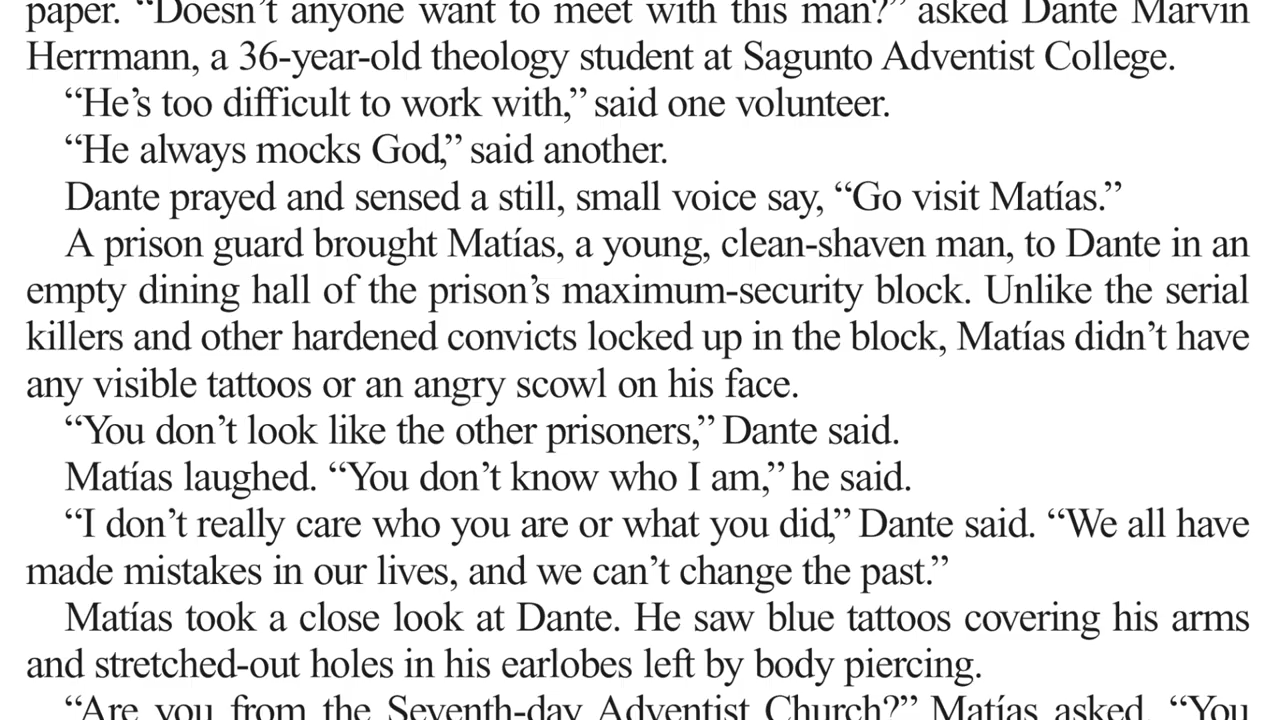 paper. “Doesn’t anyone want to meet with this man?” asked Dante Marvin
Herrmann, a 36-year-old theology student at Sagunto Adventist College.
“He’s too difficult to work with,” said one volunteer.
“He always mocks God,” said another.
Dante prayed and sensed a still, small voice say, “Go visit Matías.”
A prison guard brought Matías, a young, clean-shaven man, to Dante in an
empty dining hall of the prison’s maximum-security block. Unlike the serial
killers and other hardened convicts locked up in the block, Matías didn’t have
any visible tattoos or an angry scowl on his face.
“You don’t look like the other prisoners,” Dante said.
Matías laughed. “You don’t know who I am,” he said.
“I don’t really care who you are or what you did,” Dante said. “We all have
made mistakes in our lives, and we can’t change the past.”
Matías took a close look at Dante. He saw blue tattoos covering his arms
and stretched-out holes in his earlobes left by body piercing.
“Are you from the Seventh-day Adventist Church?” Matías asked. “You